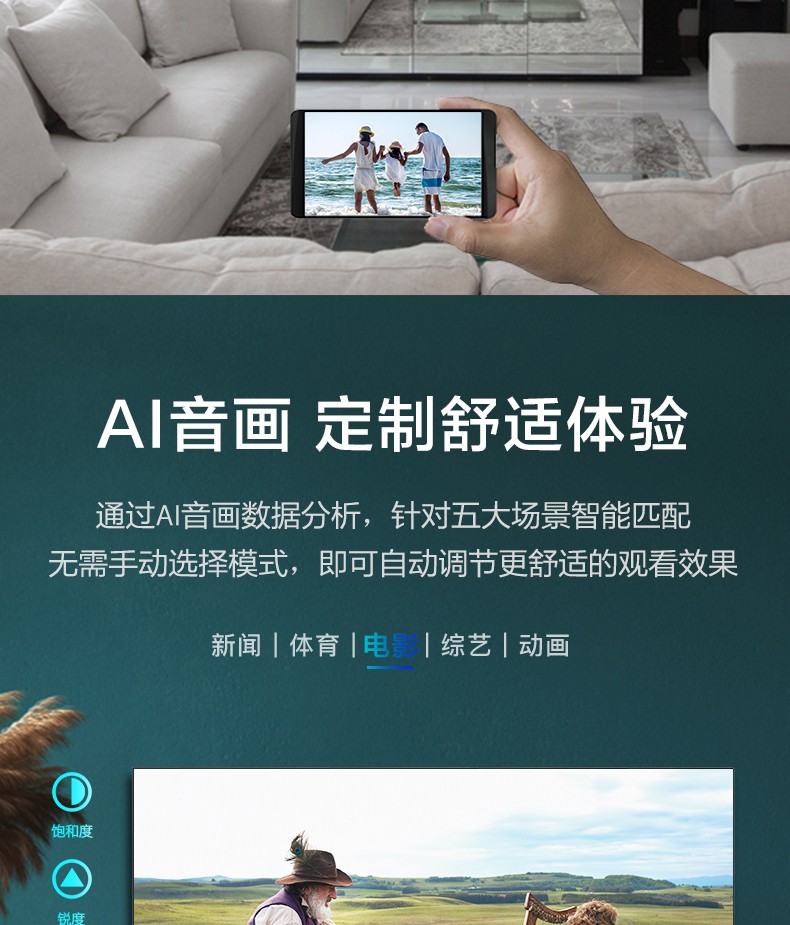 AI音画 定制舒适体验
通过AI音画数据分析，针对五大场景智能匹配
无需手动选择模式，即可自动调节更舒适的观看效果
新闻｜体育｜电影｜综艺｜动画
饱和度
锐度